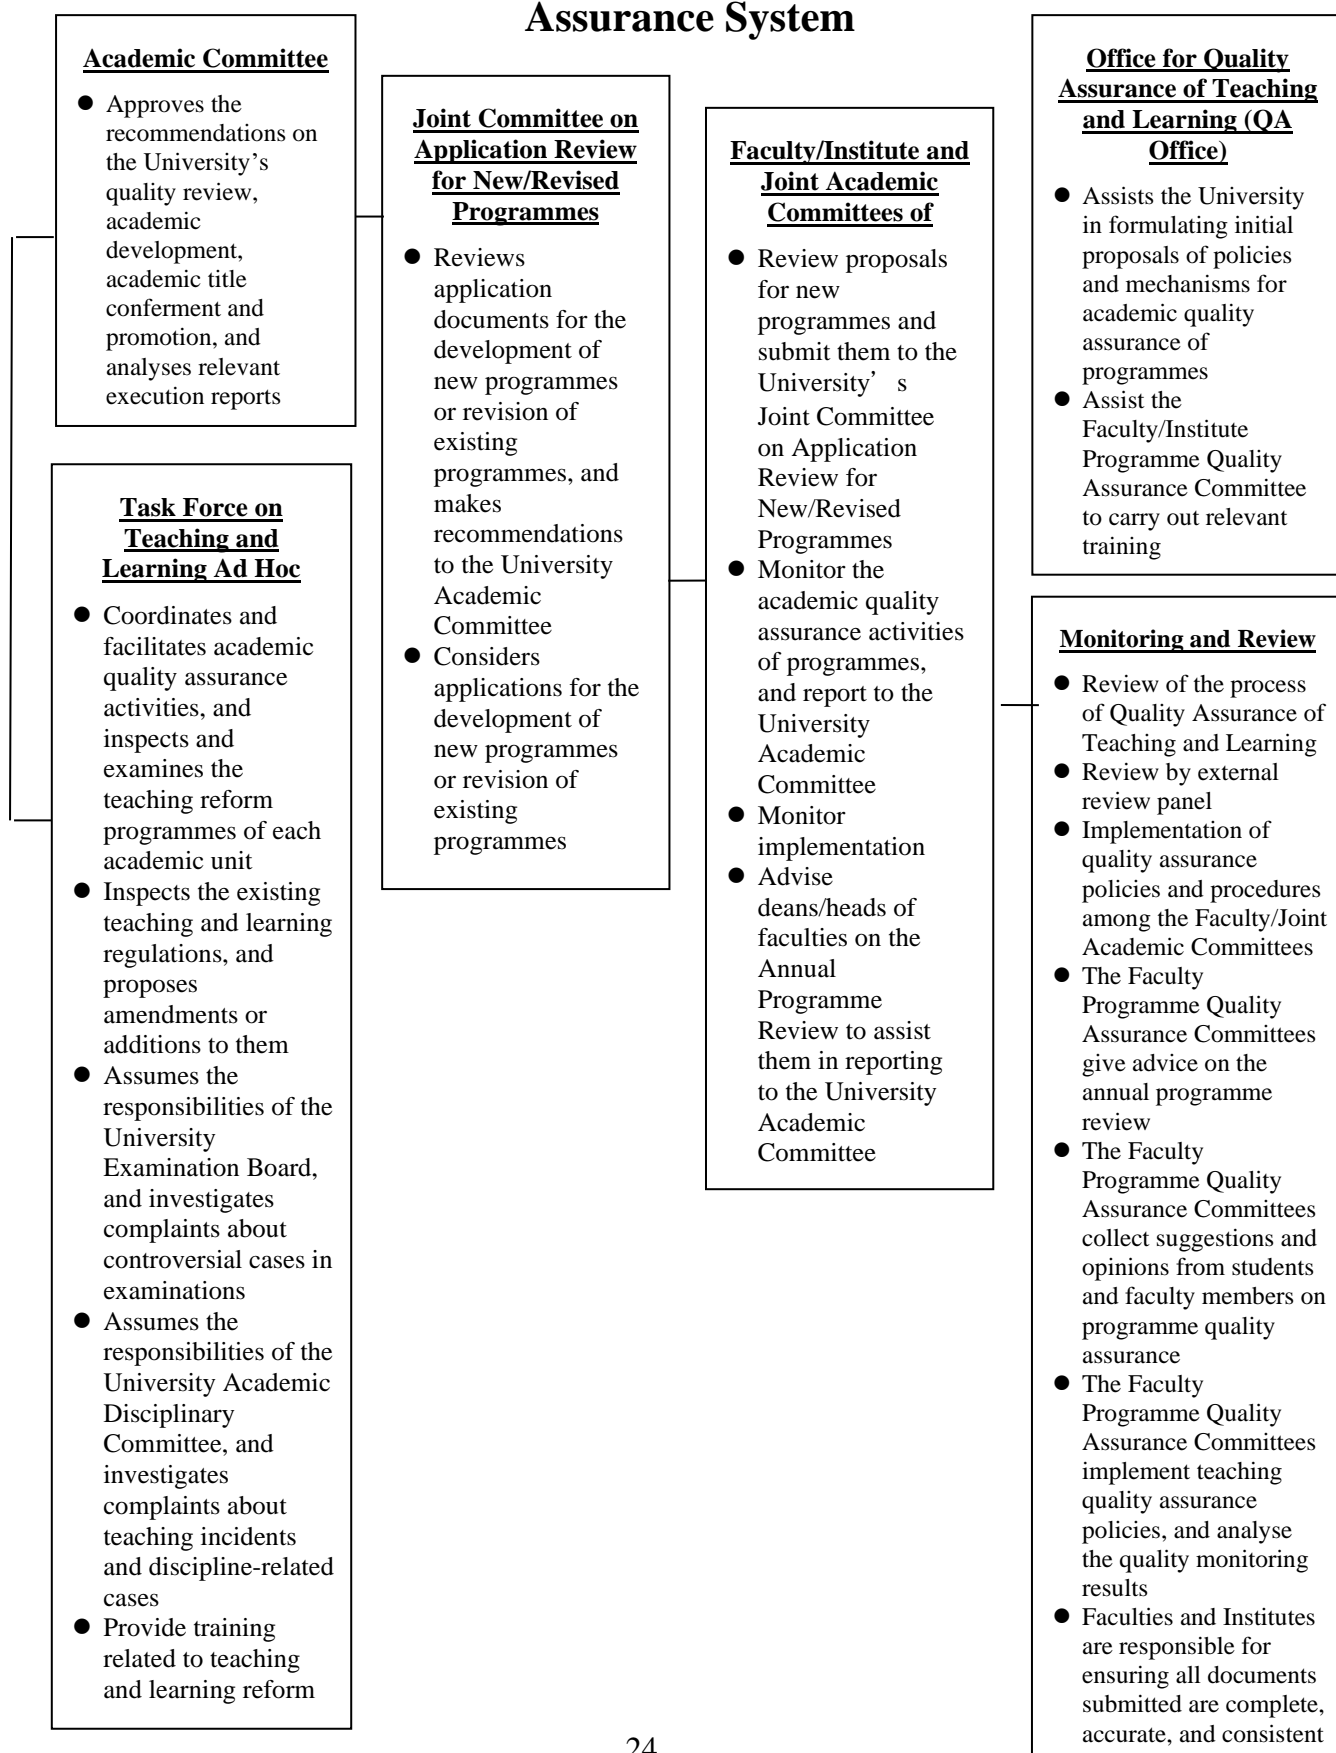 Assurance System
Academic Committee
● Approves the
recommendations on
the University’s
quality review,
academic
development,
academic title
conferment and
promotion, and
analyses relevant
execution reports
Task Force on
Teaching and
Learning Ad Hoc
● Coordinates and
facilitates academic
quality assurance
activities, and
inspects and
examines the
teaching reform
programmes of each
academic unit
● Inspects the existing
teaching and learning
regulations, and
proposes
amendments or
additions to them
● Assumes the
responsibilities of the
University
Examination Board,
and investigates
complaints about
controversial cases in
examinations
● Assumes the
responsibilities of the
University Academic
Disciplinary
Committee, and
investigates
complaints about
teaching incidents
and discipline-related
cases
● Provide training
related to teaching
and learning reform
Joint Committee on
Application Review
for New/Revised
Programmes
● Reviews
application
documents for the
development of
new programmes
or revision of
existing
programmes, and
makes
recommendations
to the University
Academic
Committee
● Considers
applications for the
development of
new programmes
or revision of
existing
programmes
Faculty/Institute and
Joint Academic
Committees of
● Review proposals
for new
programmes and
submit them to the
University’s
Joint Committee
on Application
Review for
New/Revised
Programmes
● Monitor the
academic quality
assurance activities
of programmes,
and report to the
University
Academic
Committee
● Monitor
implementation
● Advise
deans/heads of
faculties on the
Annual
Programme
Review to assist
them in reporting
to the University
Academic
Committee
Office for Quality
Assurance of Teaching
and Learning (QA
Office)
● Assists the University
in formulating initial
proposals of policies
and mechanisms for
academic quality
assurance of
programmes
● Assist the
Faculty/Institute
Programme Quality
Assurance Committee
to carry out relevant
training
Monitoring and Review
● Review of the process
of Quality Assurance of
Teaching and Learning
● Review by external
review panel
● Implementation of
quality assurance
policies and procedures
among the Faculty/Joint
Academic Committees
● The Faculty
Programme Quality
Assurance Committees
give advice on the
annual programme
review
● The Faculty
Programme Quality
Assurance Committees
collect suggestions and
opinions from students
and faculty members on
programme quality
assurance
● The Faculty
Programme Quality
Assurance Committees
implement teaching
quality assurance
policies, and analyse
the quality monitoring
results
● Faculties and Institutes
are responsible for
ensuring all documents
submitted are complete,
accurate, and consistent
24